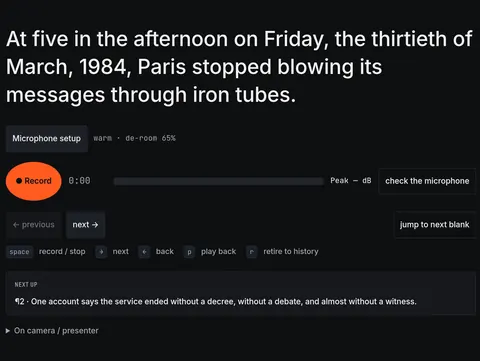 At five in the afternoon on Friday, the thirtieth of
March, 1984, Paris stopped blowing its
messages through iron tubes.
Microphone setup warm · de-room 65%
● Record 0:00 Peak — dB check the microphone
← previous next → jump to next blank
space record / stop → next ← back p play back r retire to history
NEXT UP
¶2 · One account says the service ended without a decree, without a debate, and almost without a witness.
▶ On camera / presenter